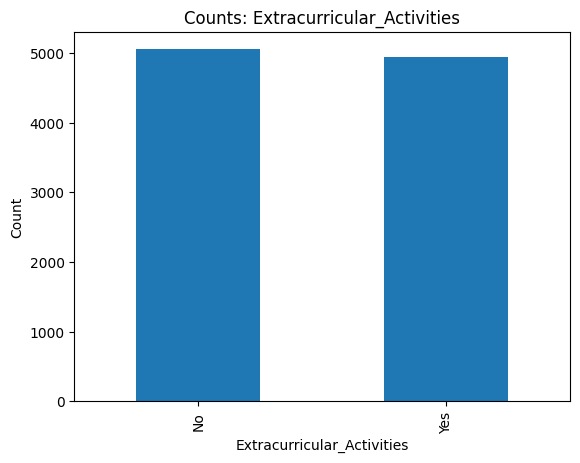 Counts: Extracurricular_Activities
5000
4000
3000
2000
1000
0
Count
No
Yes
Extracurricular_Activities